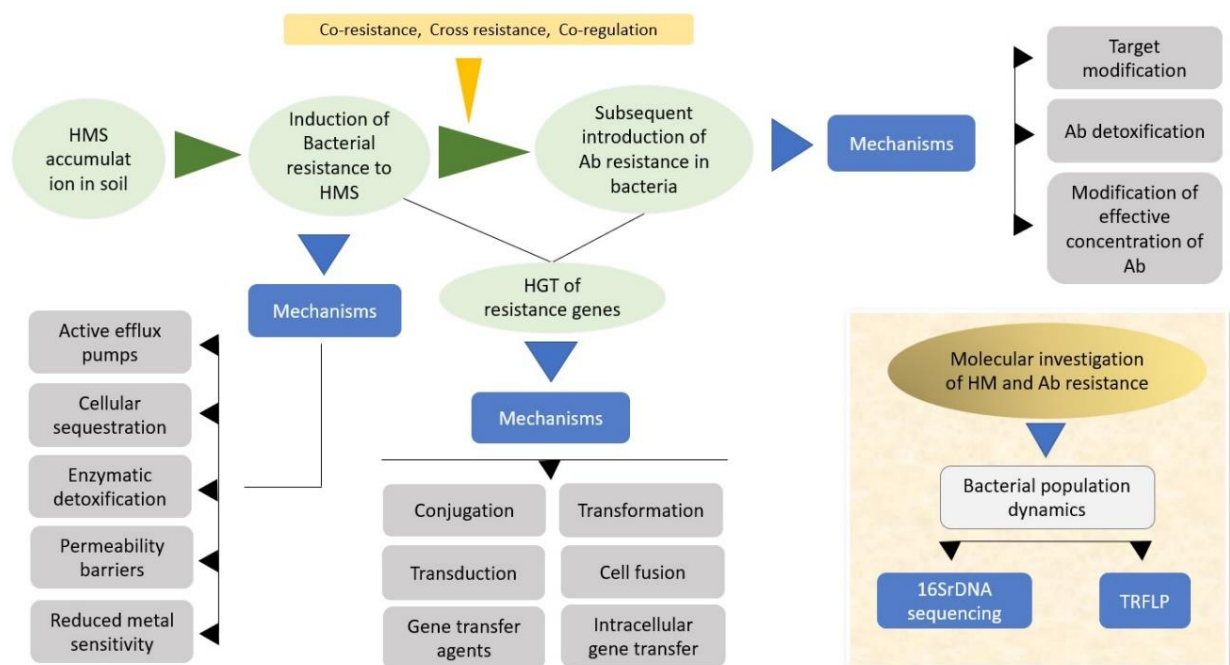 Co-resistance, Cross resistance, Co-regulation
HMS
accumulat
ion in soil
Induction of
Bacterial
resistance to
HMS
Subsequent
introduction of
Ab resistance in
bacteria
Mechanisms
Target
modification
Ab detoxification
Modification of
effective
concentration of
Ab
HGT of
resistance genes
Mechanisms
Active efflux
pumps
Cellular
sequestration
Enzymatic
detoxification
Permeability
barriers
Reduced metal
sensitivity
Mechanisms
Conjugation
Transformation
Transduction
Cell fusion
Gene transfer
agents
Intracellular
gene transfer
Molecular investigation
of HM and Ab resistance
Bacterial population
dynamics
16SrDNA
sequencing
TRFLP